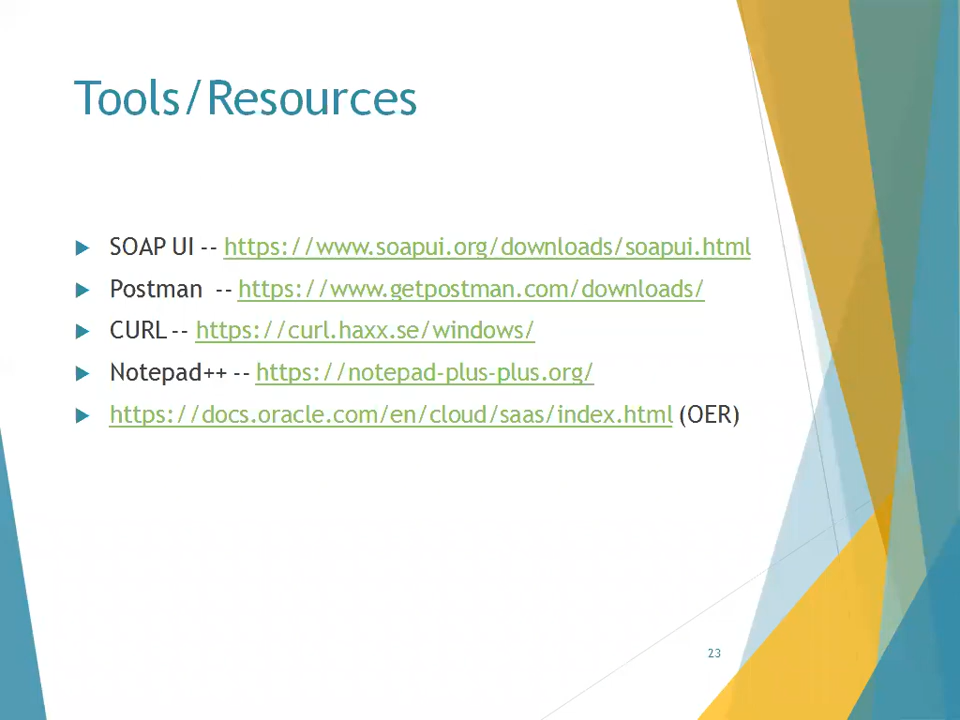 Tools/Resources
SOAP UI -- https://www.soapui.org/downloads/soapui.html
Postman -- https://www.getpostman.com/downloads/
CURL -- https://curl.haxx.se/windows/
Notepad++ -- https://notepad-plus-plus.org/
https://docs.oracle.com/en/cloud/saas/index.html (OER)
23